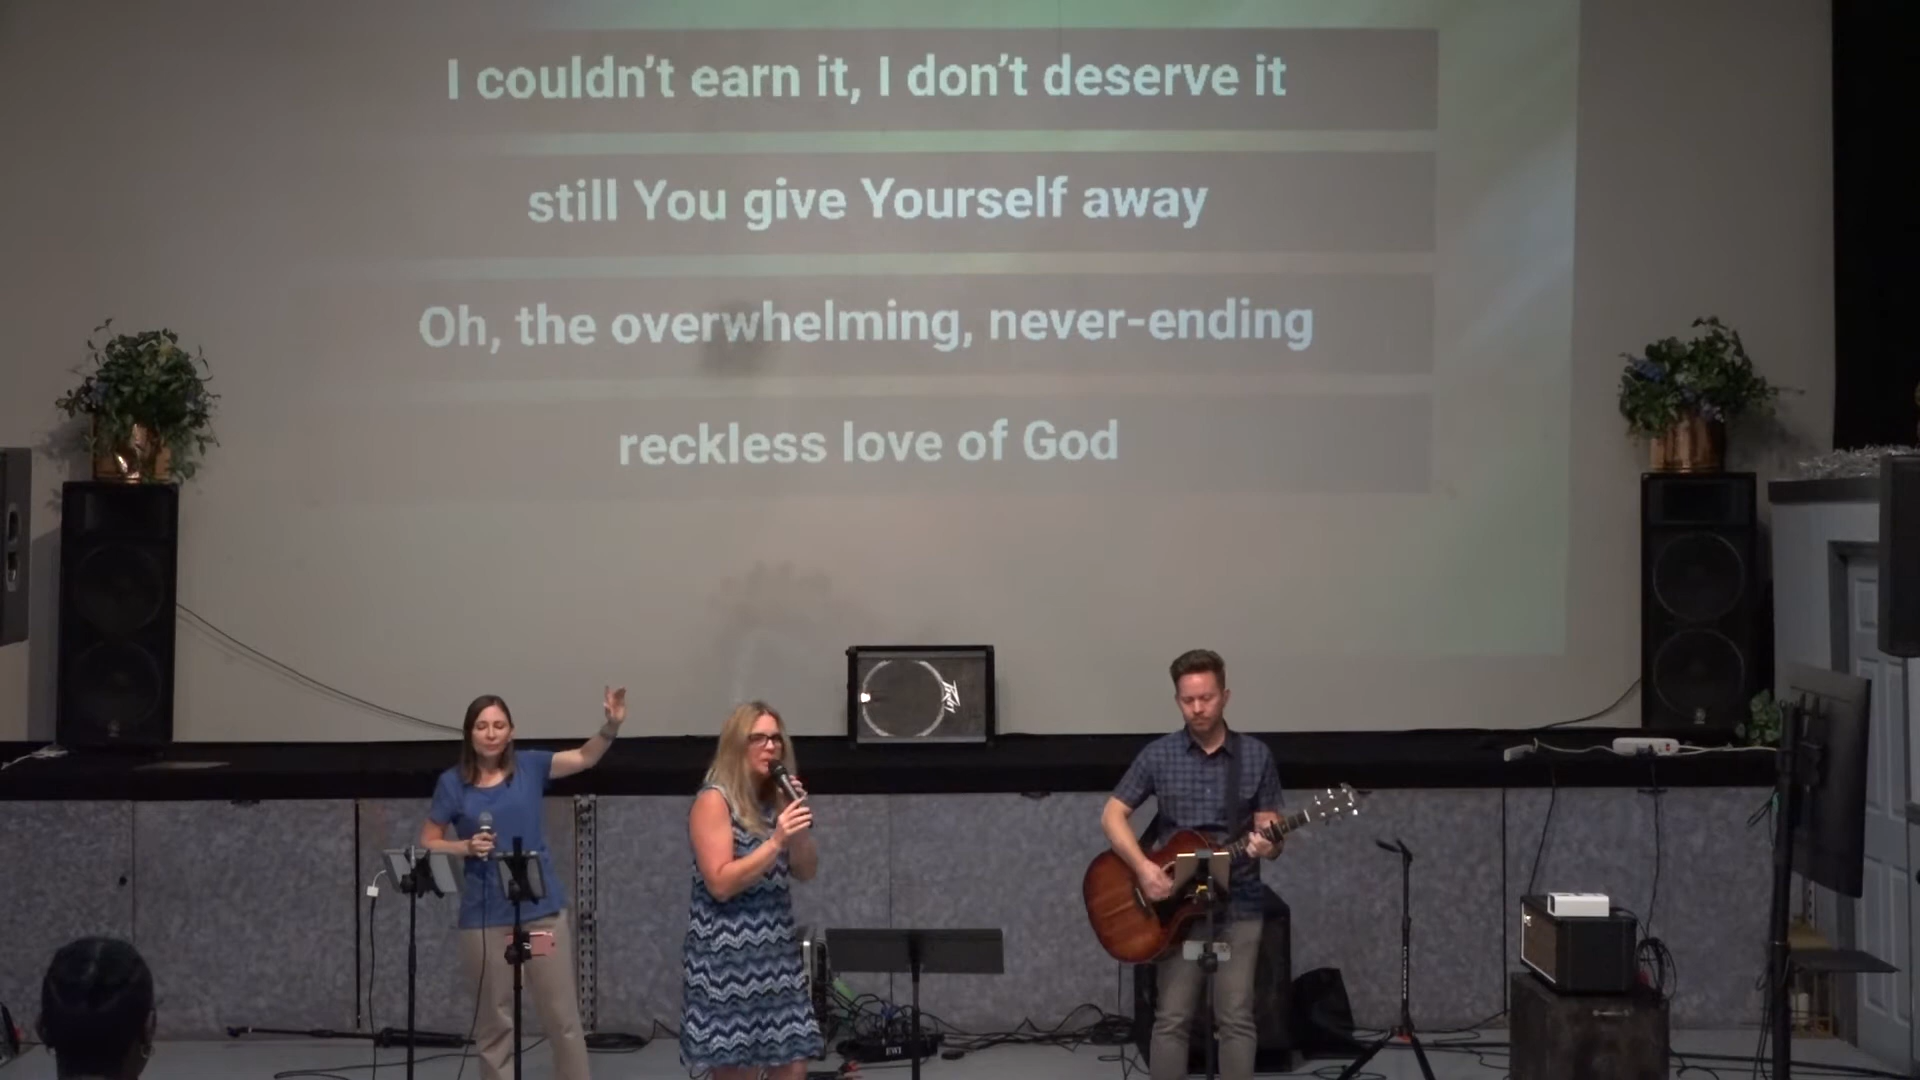 I couldn’t earn it, I don’t deserve it
still You give Yourself away
Oh, the overwhelming, never-ending
reckless love of God
Peavey